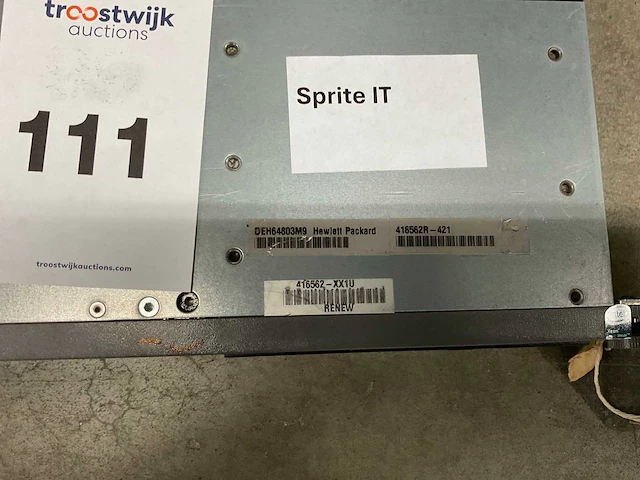 troostwijk
auctions
111
troostwijkauctions.com
Sprite IT
DEH64803M9 Hewlett Packard 416562R-421
416562-XX1U
RENEW